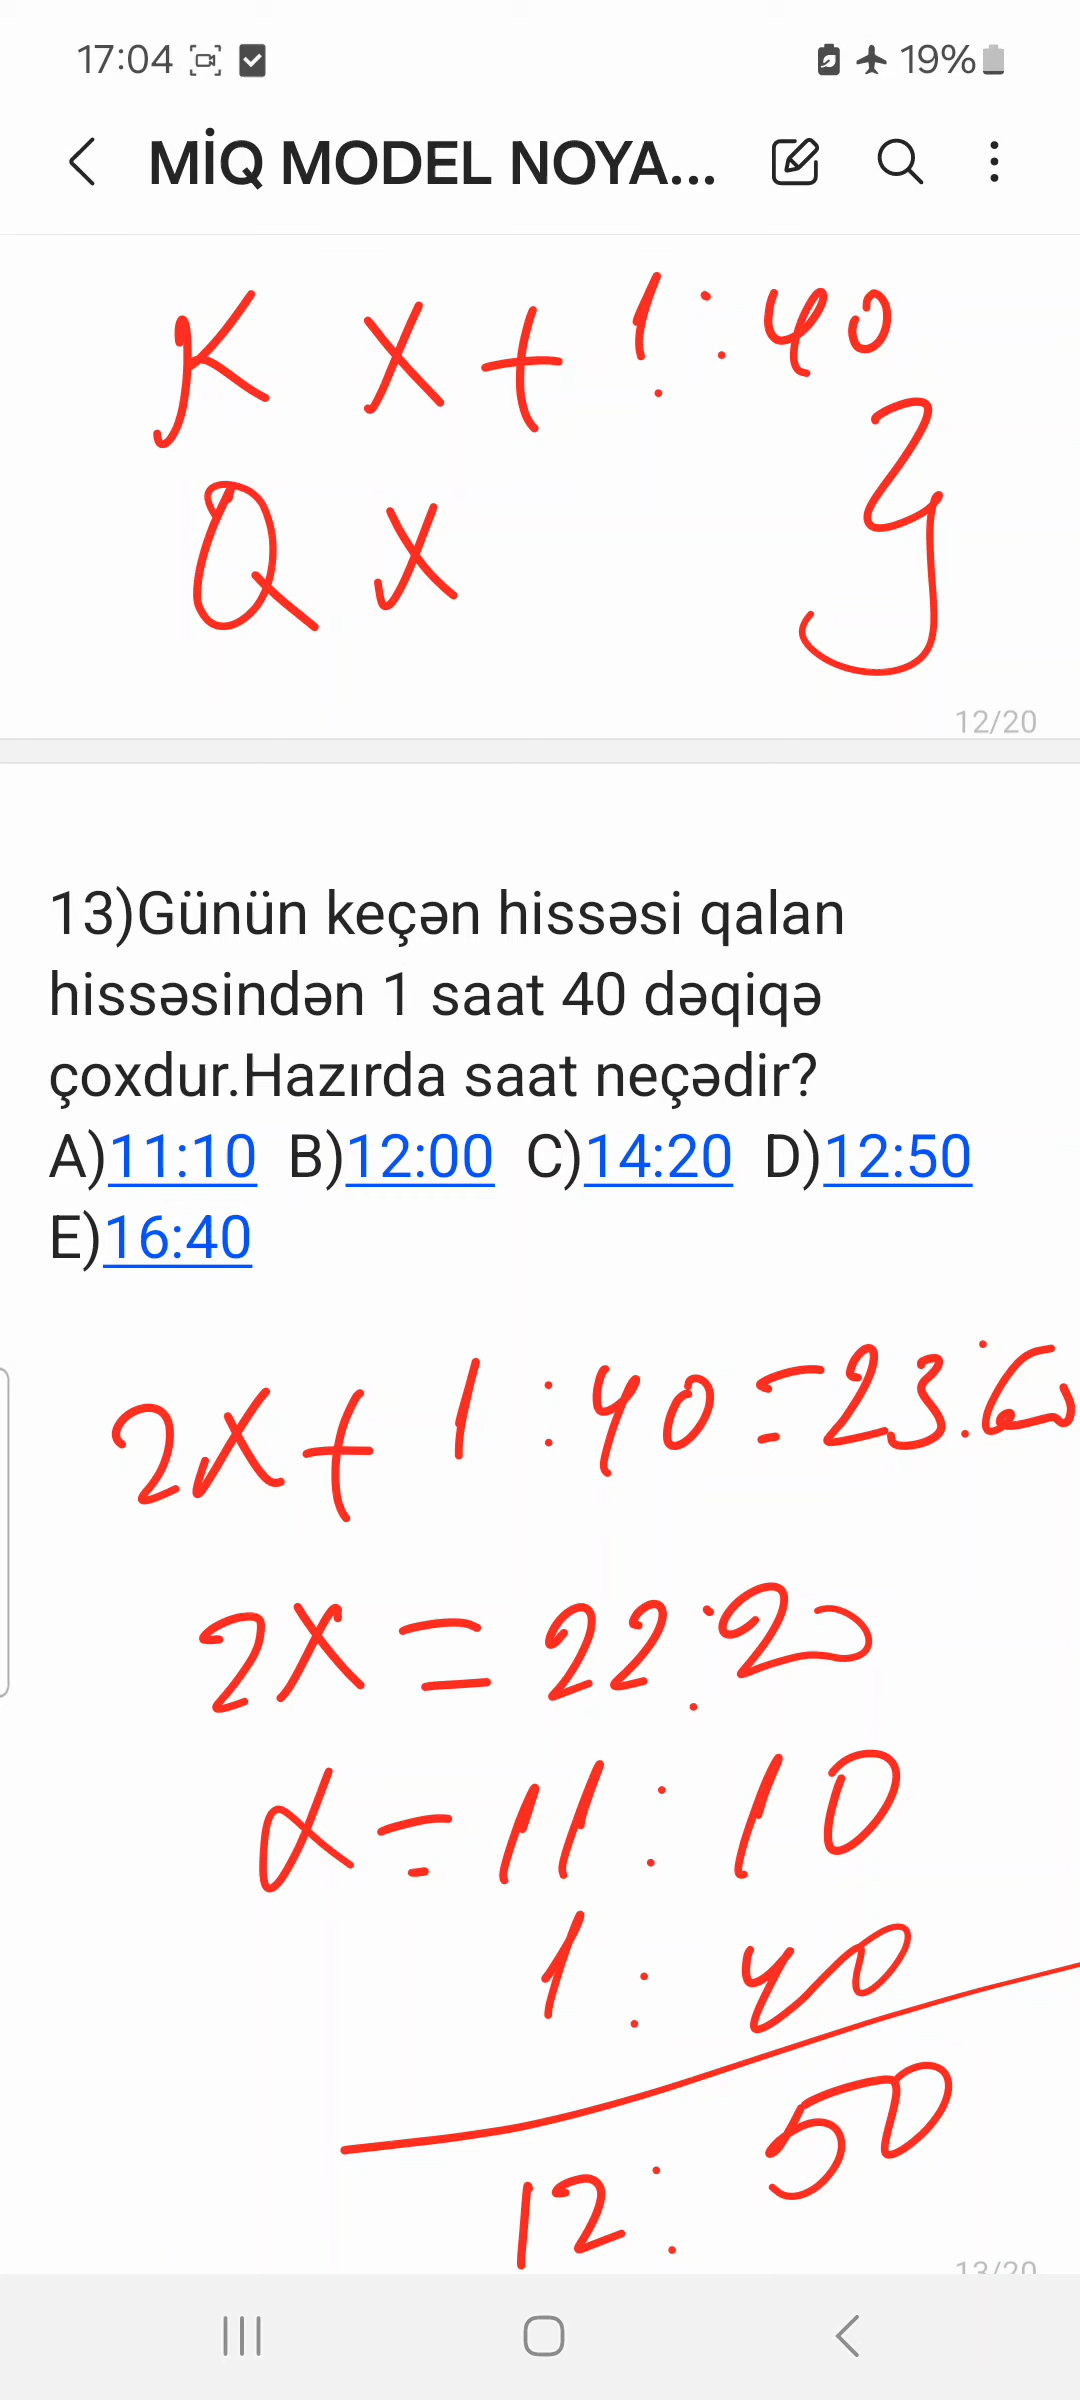 17:04 19%
MİQ MODEL NOYA...
K x + 1:40
Q x
12/20
13)Günün keçən hissəsi qalan
hissəsindən 1 saat 40 dəqiqə
çoxdur.Hazırda saat neçədir?
A)11:10 B)12:00 C)14:20 D)12:50
E)16:40
2x + 1:40 = 23:60
2x = 22:20
x = 11:10
1:40
12:50
13/20